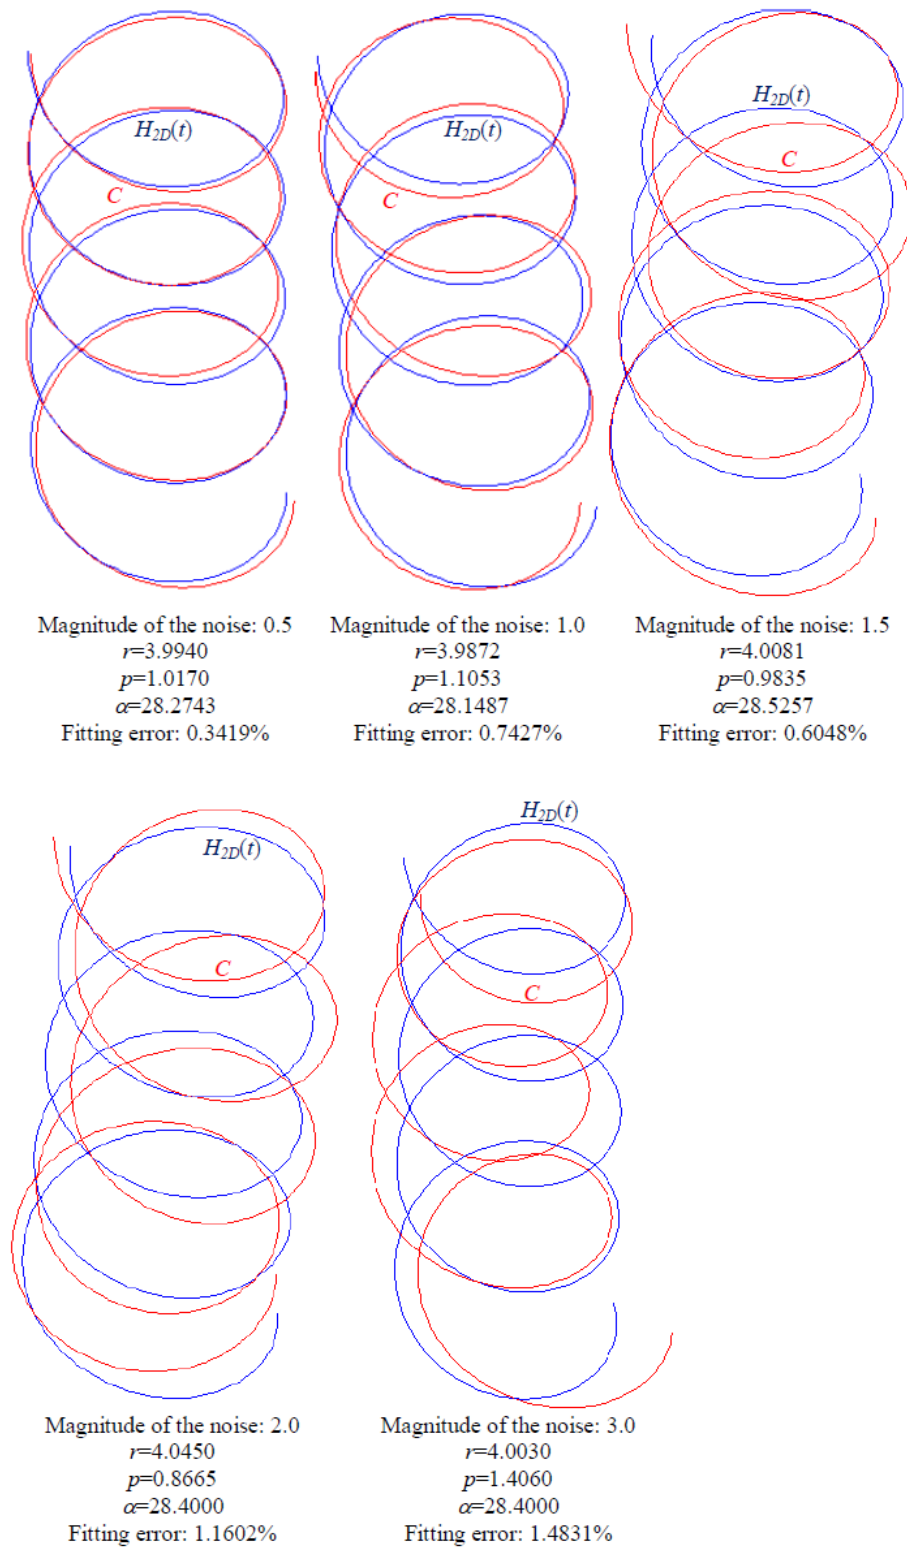 H2D(t)
C
Magnitude of the noise: 0.5
r=3.9940
p=1.0170
α=28.2743
Fitting error: 0.3419%
H2D(t)
C
Magnitude of the noise: 1.0
r=3.9872
p=1.1053
α=28.1487
Fitting error: 0.7427%
H2D(t)
C
Magnitude of the noise: 1.5
r=4.0081
p=0.9835
α=28.5257
Fitting error: 0.6048%
H2D(t)
C
Magnitude of the noise: 2.0
r=4.0450
p=0.8665
α=28.4000
Fitting error: 1.1602%
H2D(t)
C
Magnitude of the noise: 3.0
r=4.0030
p=1.4060
α=28.4000
Fitting error: 1.4831%